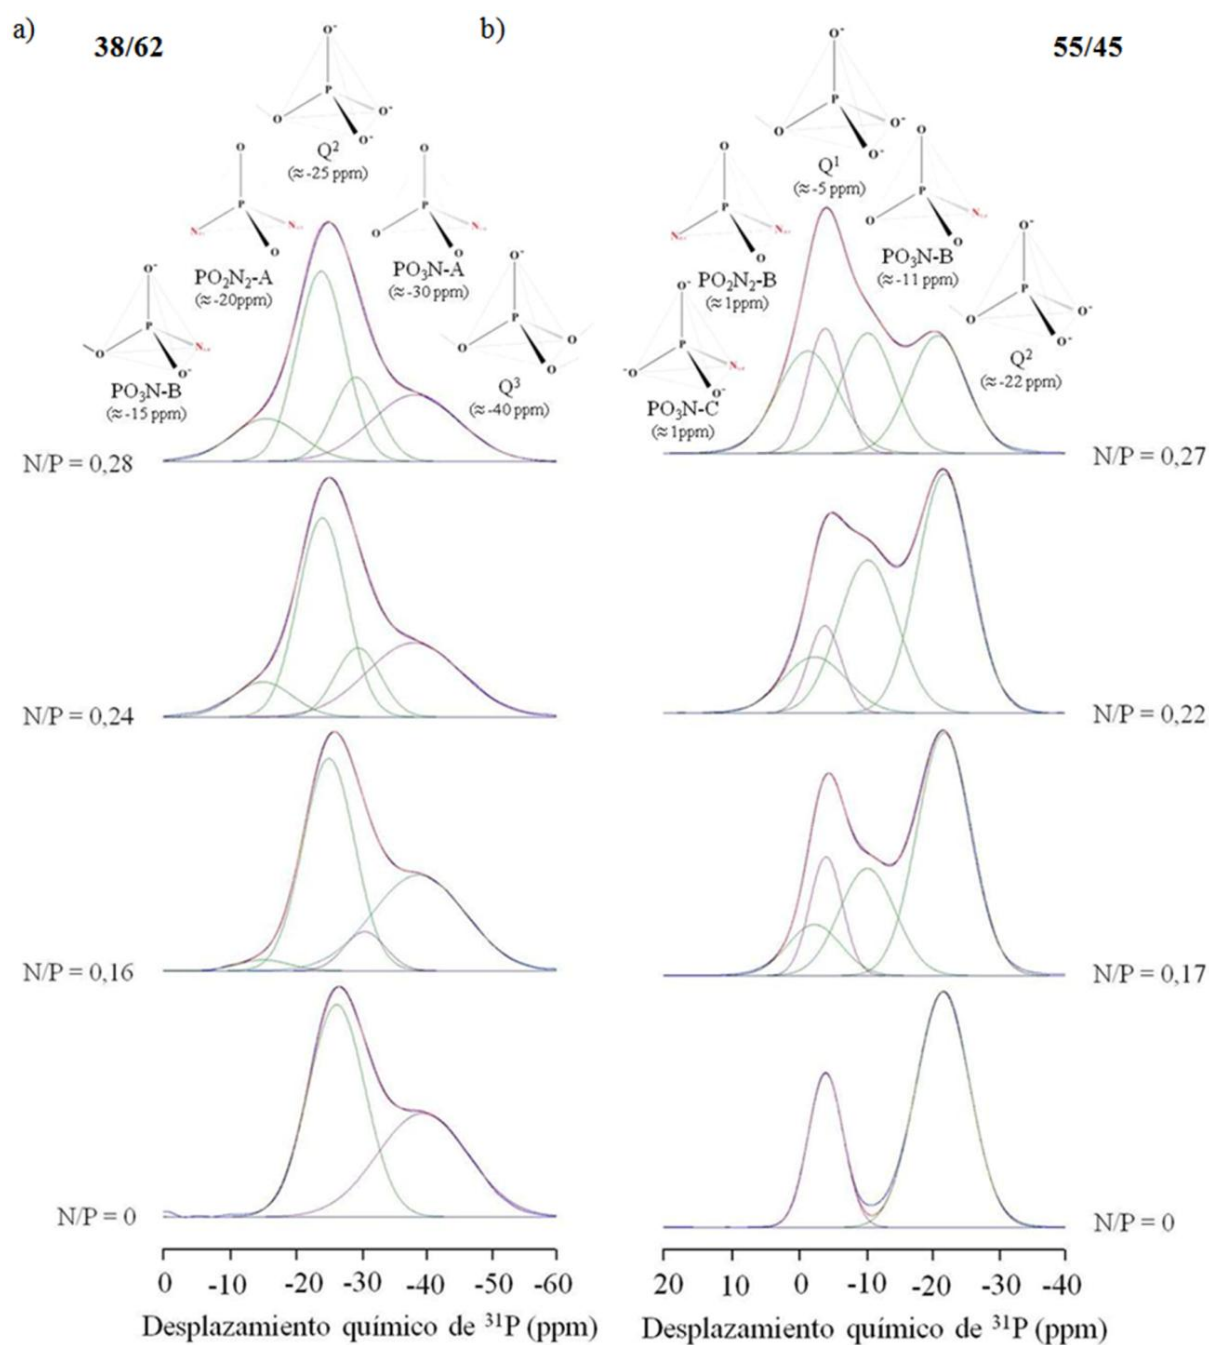 a)
38/62
Q²
(≈-25 ppm)
PO₂N₂-A
(≈-20ppm)
PO₃N-A
(≈-30 ppm)
PO₃N-B
(≈-15 ppm)
Q³
(≈-40 ppm)
N/P = 0,28
N/P = 0,24
N/P = 0,16
N/P = 0
0 -10 -20 -30 -40 -50 -60
Desplazamiento químico de ³¹P (ppm)
b)
55/45
Q¹
(≈-5 ppm)
PO₂N₂-B
(≈1ppm)
PO₃N-B
(≈-11 ppm)
PO₃N-C
(≈1ppm)
Q²
(≈-22 ppm)
N/P = 0,27
N/P = 0,22
N/P = 0,17
N/P = 0
20 10 0 -10 -20 -30 -40
Desplazamiento químico de ³¹P (ppm)